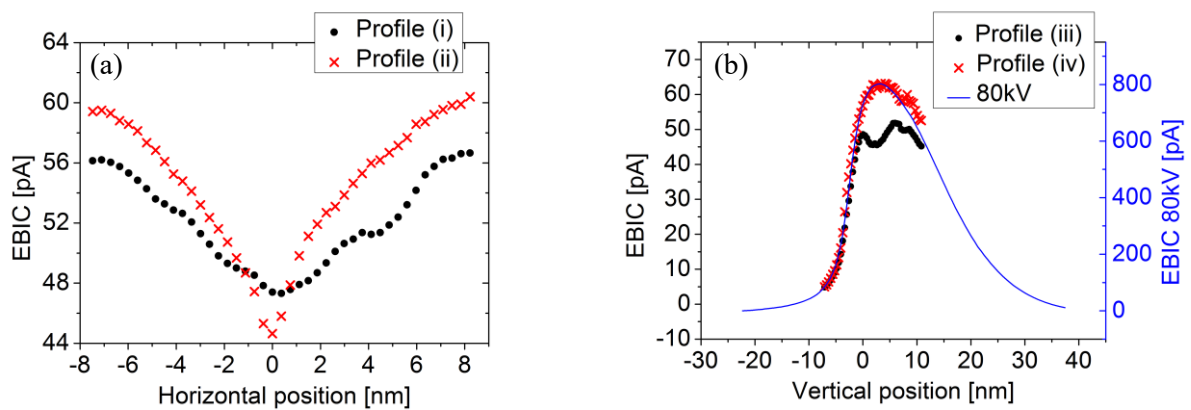 Profile (i)
Profile (ii)
(a)
64
60
56
52
48
44
EBIC [pA]
-8 -6 -4 -2 0 2 4 6 8
Horizontal position [nm]
Profile (iii)
Profile (iv)
80kV
(b)
70
60
50
40
30
20
10
0
-10
EBIC [pA]
800
600
400
200
0
EBIC 80kV [pA]
-30 -20 -10 0 10 20 30 40
Vertical position [nm]